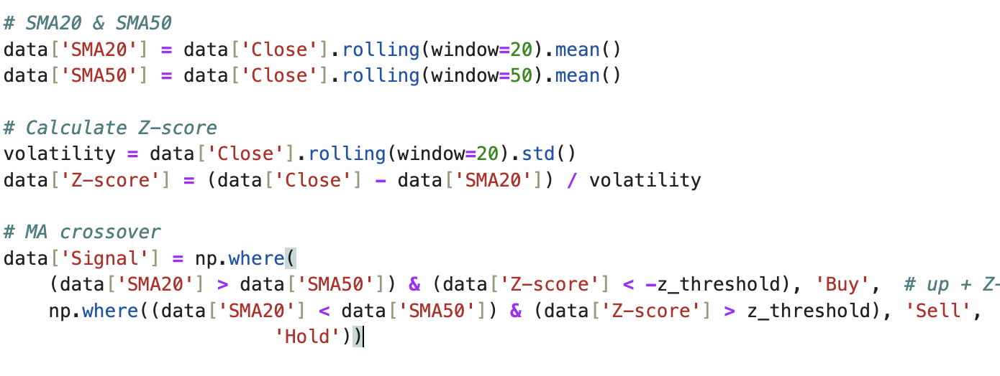 # SMA20 & SMA50
data['SMA20'] = data['Close'].rolling(window=20).mean()
data['SMA50'] = data['Close'].rolling(window=50).mean()
# Calculate Z-score
volatility = data['Close'].rolling(window=20).std()
data['Z-score'] = (data['Close'] - data['SMA20']) / volatility
# MA crossover
data['Signal'] = np.where(
    (data['SMA20'] > data['SMA50']) & (data['Z-score'] < -z_threshold), 'Buy',  # up + Z-
    np.where((data['SMA20'] < data['SMA50']) & (data['Z-score'] > z_threshold), 'Sell',
                        'Hold'))